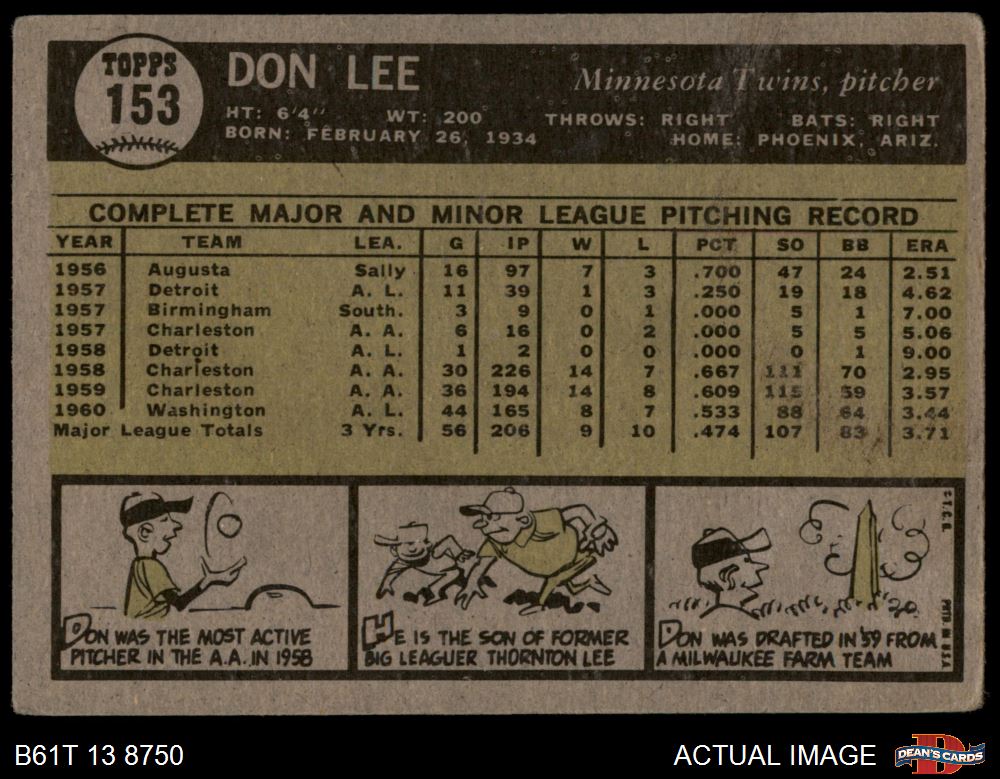 TOPPS
153
DON LEE
Minnesota Twins, pitcher
HT: 6'4" WT: 200 THROWS: RIGHT BATS: RIGHT
BORN: FEBRUARY 26, 1934 HOME: PHOENIX, ARIZ.
COMPLETE MAJOR AND MINOR LEAGUE PITCHING RECORD
YEAR TEAM LEA. G IP W L PCT SO BB ERA
1956 Augusta Sally 16 97 7 3 .700 47 24 2.51
1957 Detroit A. L. 11 39 1 3 .250 19 18 4.62
1957 Birmingham South. 3 9 0 1 .000 5 1 7.00
1957 Charleston A. A. 6 16 0 2 .000 5 5 5.06
1958 Detroit A. L. 1 2 0 0 .000 0 1 9.00
1958 Charleston A. A. 30 226 14 7 .667 111 70 2.95
1959 Charleston A. A. 36 194 14 8 .609 115 59 3.57
1960 Washington A. L. 44 165 8 7 .533 88 64 3.44
Major League Totals 3 Yrs. 56 206 9 10 .474 107 83 3.71
DON WAS THE MOST ACTIVE
PITCHER IN THE A.A. IN 1958
HE IS THE SON OF FORMER
BIG LEAGUER THORNTON LEE
DON WAS DRAFTED IN '59 FROM
A MILWAUKEE FARM TEAM
© T.C.G.
PRTD. IN U.S.A.
B61T 13 8750
ACTUAL IMAGE
DEAN'S CARDS